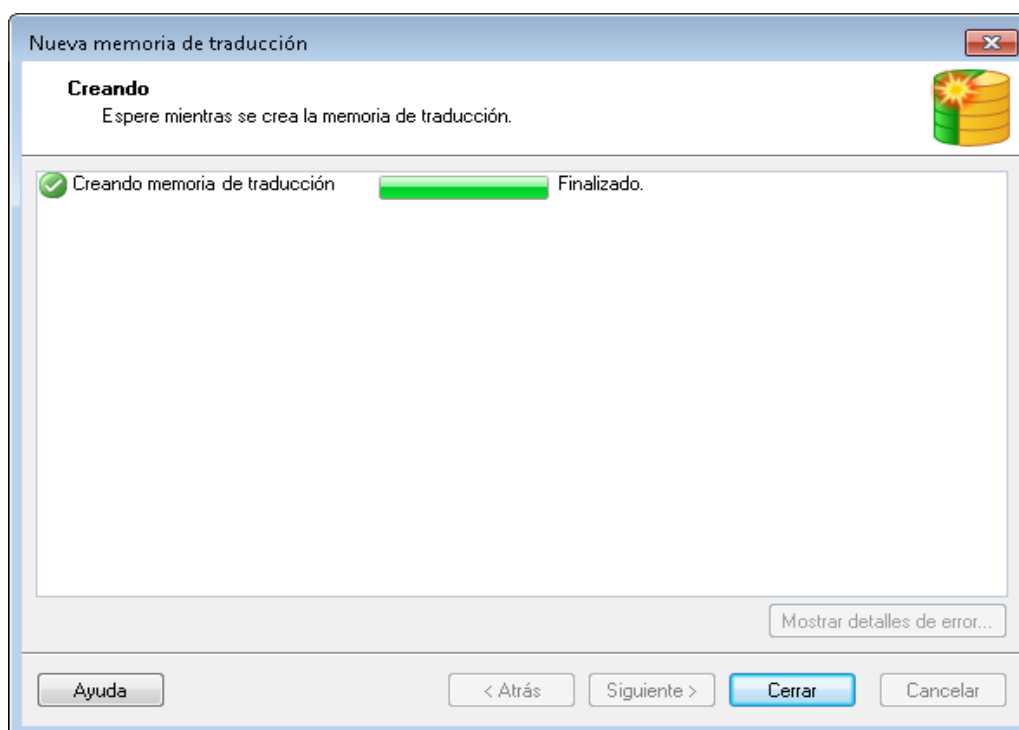 Nueva memoria de traducción
Creando
Espere mientras se crea la memoria de traducción.
Creando memoria de traducción Finalizado.
Mostrar detalles de error...
Ayuda < Atrás Siguiente > Cerrar Cancelar